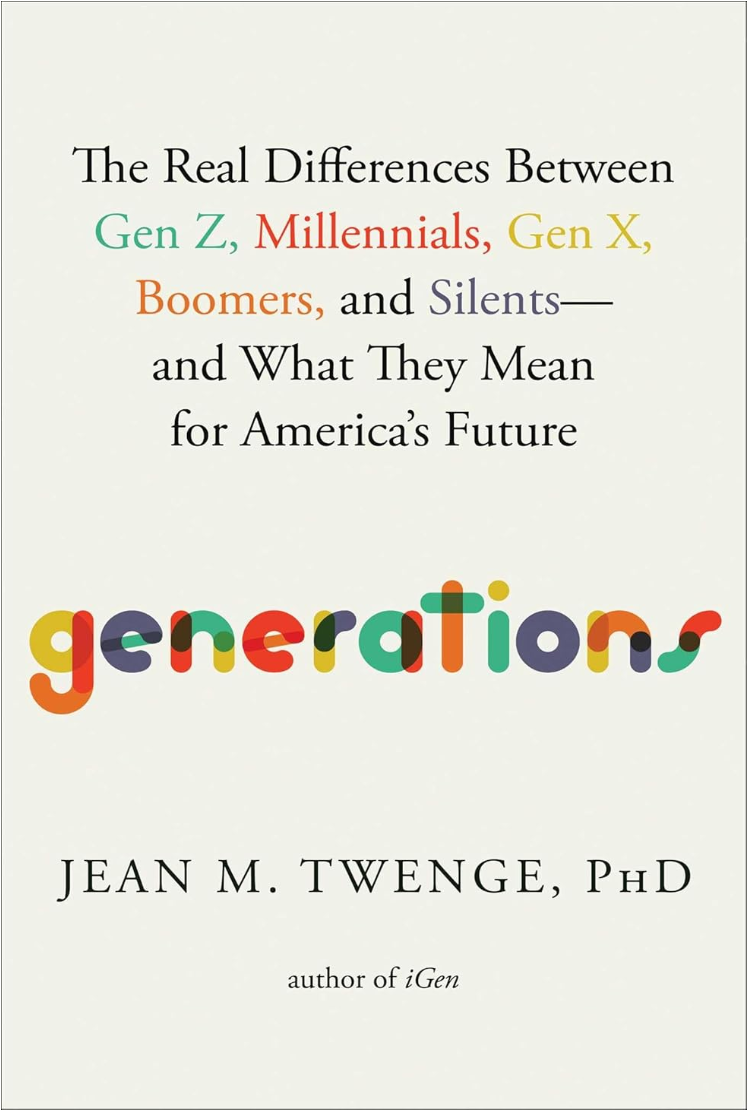 The Real Differences Between
Gen Z, Millennials, Gen X,
Boomers, and Silents—
and What They Mean
for America’s Future
generations
JEAN M. TWENGE, PHD
author of iGen